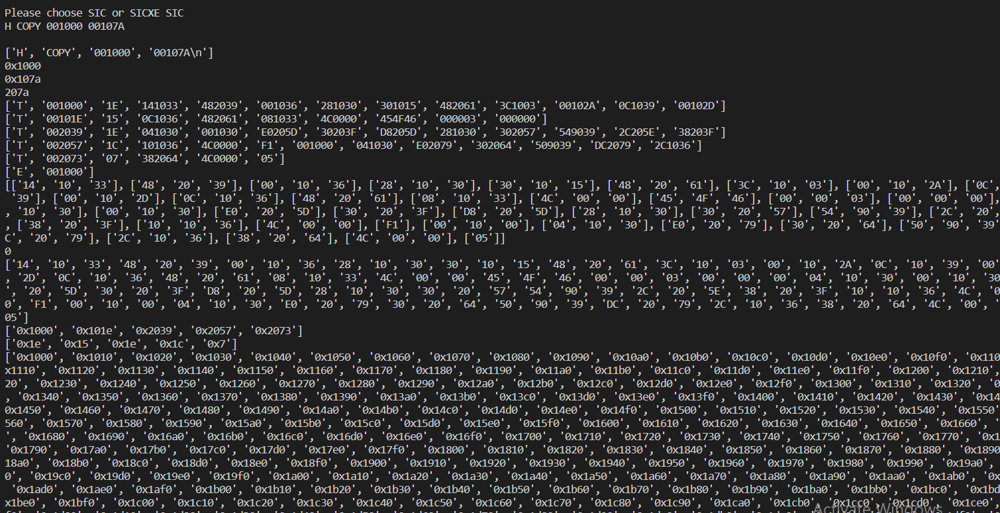 Please choose SIC or SICXE SIC
H COPY 001000 00107A
['H', 'COPY', '001000', '00107A\n']
0x1000
0x107a
207a
['T', '001000', '1E', '141033', '482039', '001036', '281030', '301015', '482061', '3C1003', '00102A', '0C1039', '00102D']
['T', '00101E', '15', '0C1036', '482061', '081033', '4C0000', '454F46', '000003', '000000']
['T', '002039', '1E', '041030', '001030', 'E0205D', '30203F', 'D8205D', '281030', '302057', '549039', '2C205E', '38203F']
['T', '002057', '1C', '101036', '4C0000', 'F1', '001000', '041030', 'E02079', '302064', '509039', 'DC2079', '2C1036']
['T', '002073', '07', '382064', '4C0000', '05']
['E', '001000']
[['14', '10', '33'], ['48', '20', '39'], ['00', '10', '36'], ['28', '10', '30'], ['30', '10', '15'], ['48', '20', '61'], ['3C', '10', '03'], ['00', '10', '2A'], ['0C',
'39'], ['00', '10', '2D'], ['0C', '10', '36'], ['48', '20', '61'], ['08', '10', '33'], ['4C', '00', '00'], ['45', '4F', '46'], ['00', '00', '03'], ['00', '00', '00'],
, '10', '30'], ['00', '10', '30'], ['E0', '20', '5D'], ['30', '20', '3F'], ['D8', '20', '5D'], ['28', '10', '30'], ['30', '20', '57'], ['54', '90', '39'], ['2C', '20',
, ['38', '20', '3F'], ['10', '10', '36'], ['4C', '00', '00'], ['F1'], ['00', '10', '00'], ['04', '10', '30'], ['E0', '20', '79'], ['30', '20', '64'], ['50', '90', '39'
C', '20', '79'], ['2C', '10', '36'], ['38', '20', '64'], ['4C', '00', '00'], ['05']]
0
['14', '10', '33', '48', '20', '39', '00', '10', '36', '28', '10', '30', '30', '10', '15', '48', '20', '61', '3C', '10', '03', '00', '10', '2A', '0C', '10', '39', '00'
, '2D', '0C', '10', '36', '48', '20', '61', '08', '10', '33', '4C', '00', '00', '45', '4F', '46', '00', '00', '03', '00', '00', '00', '04', '10', '30', '00', '10', '30
', '20', '5D', '30', '20', '3F', 'D8', '20', '5D', '28', '10', '30', '30', '20', '57', '54', '90', '39', '2C', '20', '5E', '38', '20', '3F', '10', '10', '36', '4C', '0
0', 'F1', '00', '10', '00', '04', '10', '30', 'E0', '20', '79', '30', '20', '64', '50', '90', '39', 'DC', '20', '79', '2C', '10', '36', '38', '20', '64', '4C', '00', '
05']
['0x1000', '0x101e', '0x2039', '0x2057', '0x2073']
['0x1e', '0x15', '0x1e', '0x1c', '0x7']
['0x1000', '0x1010', '0x1020', '0x1030', '0x1040', '0x1050', '0x1060', '0x1070', '0x1080', '0x1090', '0x10a0', '0x10b0', '0x10c0', '0x10d0', '0x10e0', '0x10f0', '0x110
x1110', '0x1120', '0x1130', '0x1140', '0x1150', '0x1160', '0x1170', '0x1180', '0x1190', '0x11a0', '0x11b0', '0x11c0', '0x11d0', '0x11e0', '0x11f0', '0x1200', '0x1210',
20', '0x1230', '0x1240', '0x1250', '0x1260', '0x1270', '0x1280', '0x1290', '0x12a0', '0x12b0', '0x12c0', '0x12d0', '0x12e0', '0x12f0', '0x1300', '0x1310', '0x1320', '0
, '0x1340', '0x1350', '0x1360', '0x1370', '0x1380', '0x1390', '0x13a0', '0x13b0', '0x13c0', '0x13d0', '0x13e0', '0x13f0', '0x1400', '0x1410', '0x1420', '0x1430', '0x14
0x1450', '0x1460', '0x1470', '0x1480', '0x1490', '0x14a0', '0x14b0', '0x14c0', '0x14d0', '0x14e0', '0x14f0', '0x1500', '0x1510', '0x1520', '0x1530', '0x1540', '0x1550'
560', '0x1570', '0x1580', '0x1590', '0x15a0', '0x15b0', '0x15c0', '0x15d0', '0x15e0', '0x15f0', '0x1600', '0x1610', '0x1620', '0x1630', '0x1640', '0x1650', '0x1660',
', '0x1680', '0x1690', '0x16a0', '0x16b0', '0x16c0', '0x16d0', '0x16e0', '0x16f0', '0x1700', '0x1710', '0x1720', '0x1730', '0x1740', '0x1750', '0x1760', '0x1770', '0x1
'0x1790', '0x17a0', '0x17b0', '0x17c0', '0x17d0', '0x17e0', '0x17f0', '0x1800', '0x1810', '0x1820', '0x1830', '0x1840', '0x1850', '0x1860', '0x1870', '0x1880', '0x1890
18a0', '0x18b0', '0x18c0', '0x18d0', '0x18e0', '0x18f0', '0x1900', '0x1910', '0x1920', '0x1930', '0x1940', '0x1950', '0x1960', '0x1970', '0x1980', '0x1990', '0x19a0',
0', '0x19c0', '0x19d0', '0x19e0', '0x19f0', '0x1a00', '0x1a10', '0x1a20', '0x1a30', '0x1a40', '0x1a50', '0x1a60', '0x1a70', '0x1a80', '0x1a90', '0x1aa0', '0x1ab0', '0x
'0x1ad0', '0x1ae0', '0x1af0', '0x1b00', '0x1b10', '0x1b20', '0x1b30', '0x1b40', '0x1b50', '0x1b60', '0x1b70', '0x1b80', '0x1b90', '0x1ba0', '0x1bb0', '0x1bc0', '0x1bd
x1be0', '0x1bf0', '0x1c00', '0x1c10', '0x1c20', '0x1c30', '0x1c40', '0x1c50', '0x1c60', '0x1c70', '0x1c80', '0x1c90', '0x1ca0', '0x1cb0', '0x1cc0', '0x1cd0', '0x1ce0',
Activate Windows